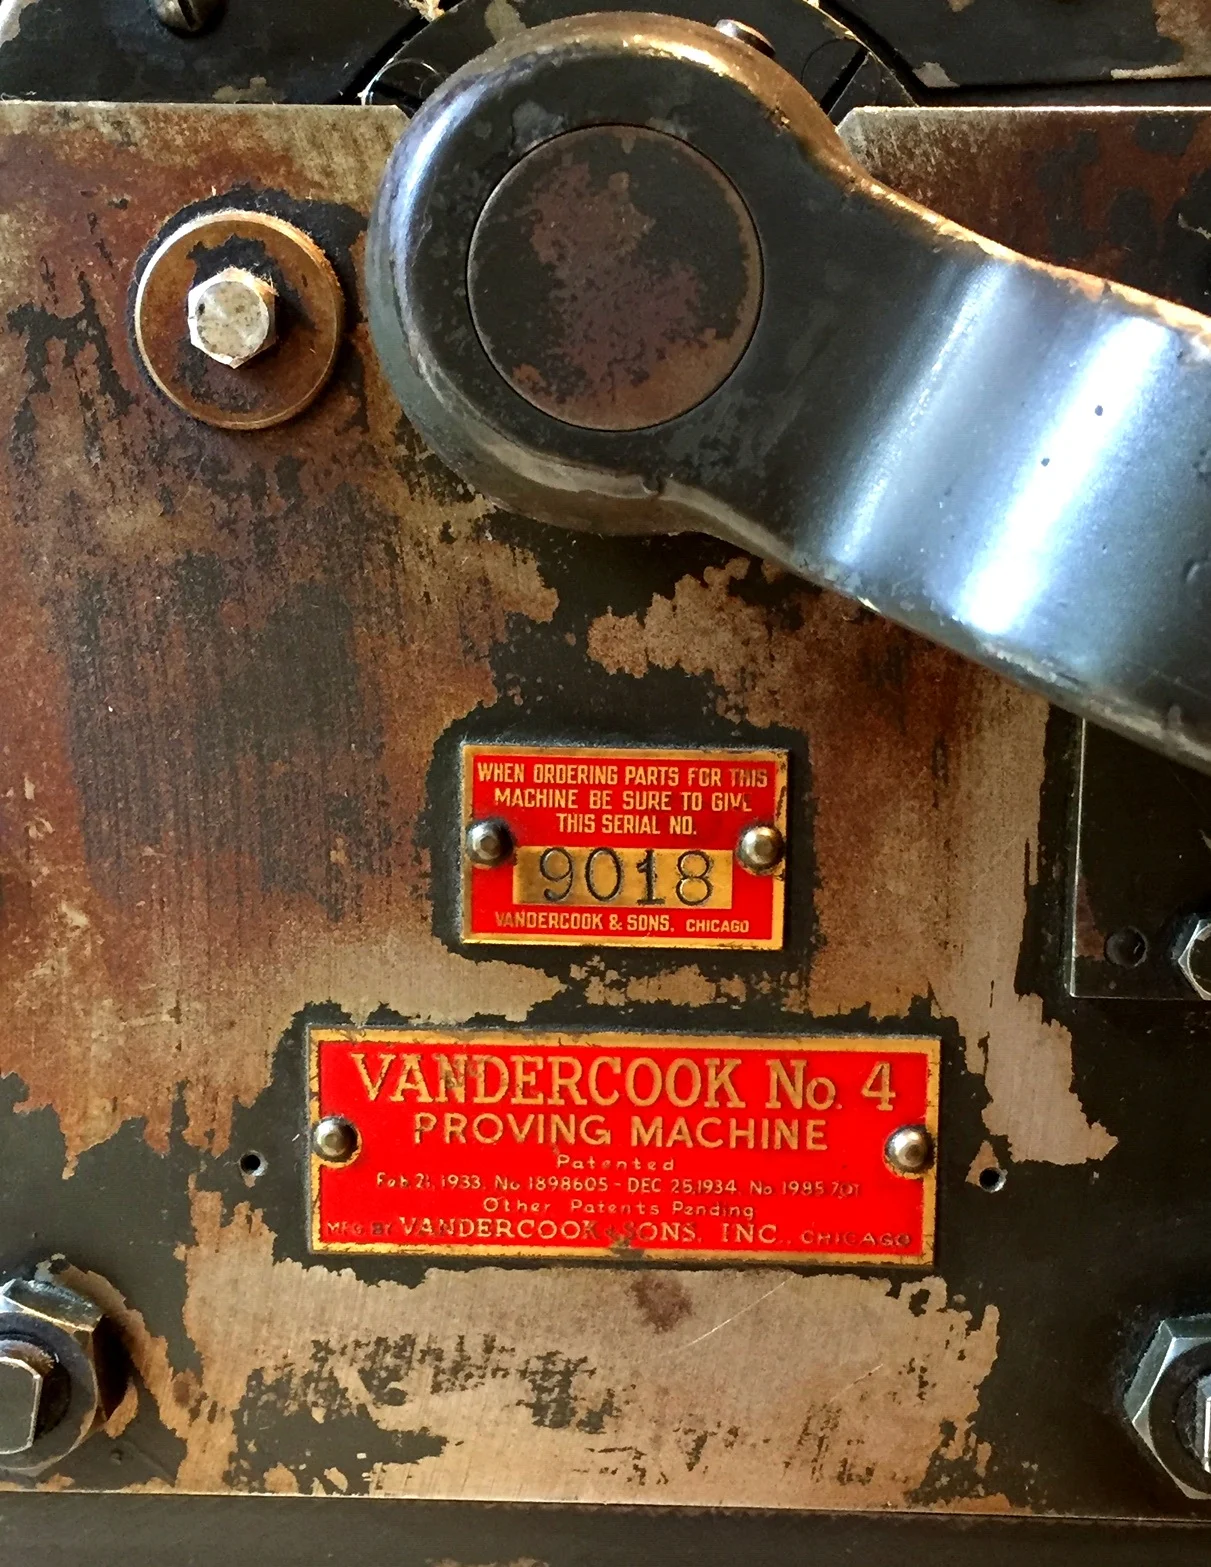 WHEN ORDERING PARTS FOR THIS
MACHINE BE SURE TO GIVE
THIS SERIAL NO.
9018
VANDERCOOK & SONS, CHICAGO
VANDERCOOK No. 4
PROVING MACHINE
Patented
Feb. 21, 1933. No 1898605 - DEC 25,1934. No 1985,701
Other Patents Pending
MFG BY VANDERCOOK & SONS, INC., CHICAGO